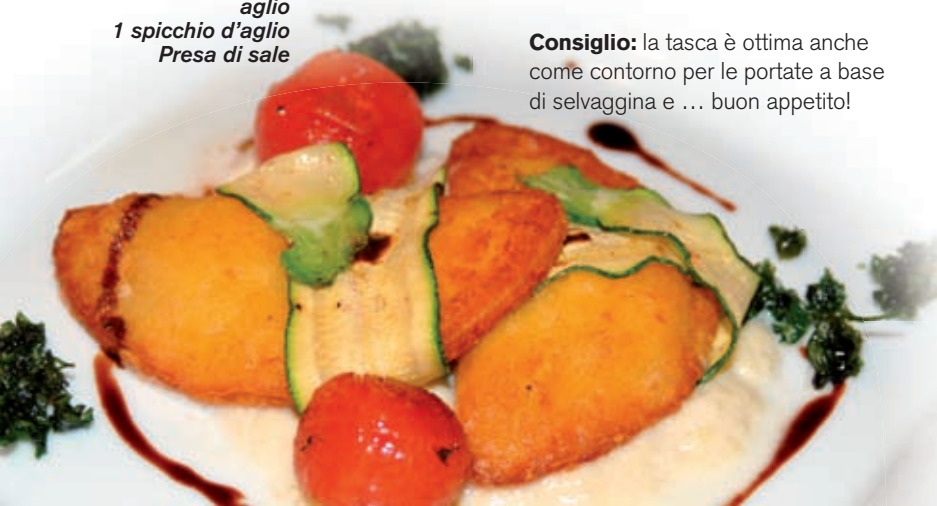 aglio
1 spicchio d’aglio
Presa di sale
Consiglio: la tasca è ottima anche
come contorno per le portate a base
di selvaggina e … buon appetito!